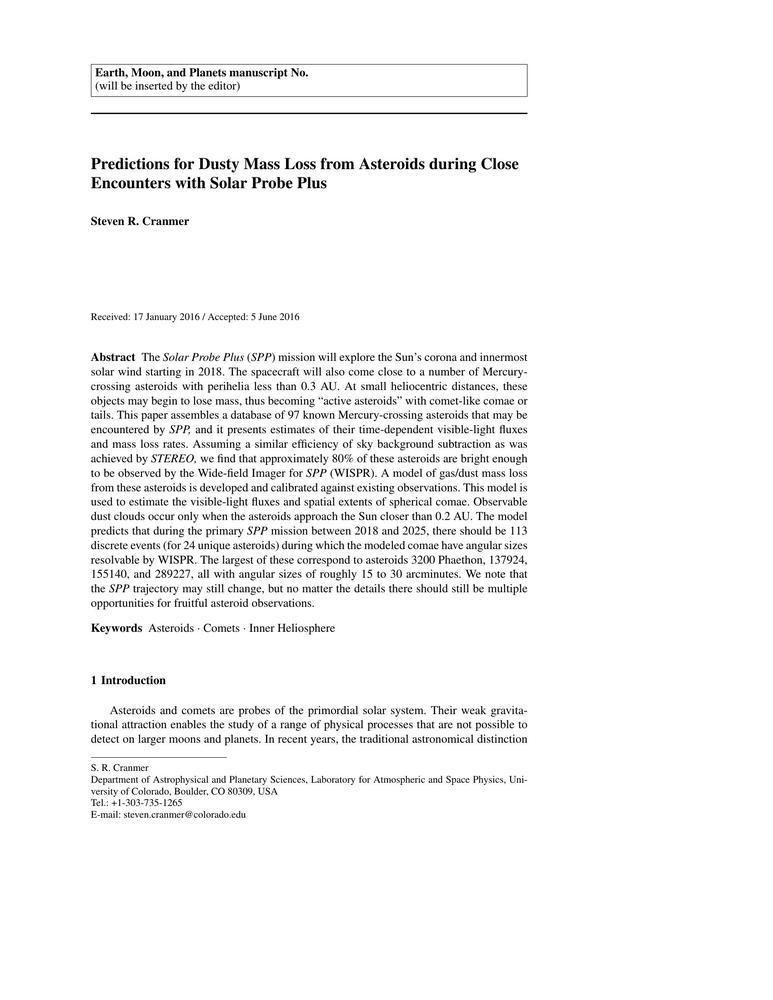 Earth, Moon, and Planets manuscript No.
(will be inserted by the editor)
Predictions for Dusty Mass Loss from Asteroids during Close
Encounters with Solar Probe Plus
Steven R. Cranmer
Received: 17 January 2016 / Accepted: 5 June 2016
Abstract The Solar Probe Plus (SPP) mission will explore the Sun's corona and innermost
solar wind starting in 2018. The spacecraft will also come close to a number of Mercury-
crossing asteroids with perihelia less than 0.3 AU. At small heliocentric distances, these
objects may begin to lose mass, thus becoming “active asteroids” with comet-like comae or
tails. This paper assembles a database of 97 known Mercury-crossing asteroids that may be
encountered by SPP, and it presents estimates of their time-dependent visible-light fluxes
and mass loss rates. Assuming a similar efficiency of sky background subtraction as was
achieved by STEREO, we find that approximately 80% of these asteroids are bright enough
to be observed by the Wide-field Imager for SPP (WISPR). A model of gas/dust mass loss
from these asteroids is developed and calibrated against existing observations. This model is
used to estimate the visible-light fluxes and spatial extents of spherical comae. Observable
dust clouds occur only when the asteroids approach the Sun closer than 0.2 AU. The model
predicts that during the primary SPP mission between 2018 and 2025, there should be 113
discrete events (for 24 unique asteroids) during which the modeled comae have angular sizes
resolvable by WISPR. The largest of these correspond to asteroids 3200 Phaethon, 137924,
155140, and 289227, all with angular sizes of roughly 15 to 30 arcminutes. We note that
the SPP trajectory may still change, but no matter the details there should still be multiple
opportunities for fruitful asteroid observations.
Keywords Asteroids · Comets · Inner Heliosphere
1 Introduction
Asteroids and comets are probes of the primordial solar system. Their weak gravita-
tional attraction enables the study of a range of physical processes that are not possible to
detect on larger moons and planets. In recent years, the traditional astronomical distinction
S. R. Cranmer
Department of Astrophysical and Planetary Sciences, Laboratory for Atmospheric and Space Physics, Uni-
versity of Colorado, Boulder, CO 80309, USA
Tel.: +1-303-735-1265
E-mail: steven.cranmer@colorado.edu